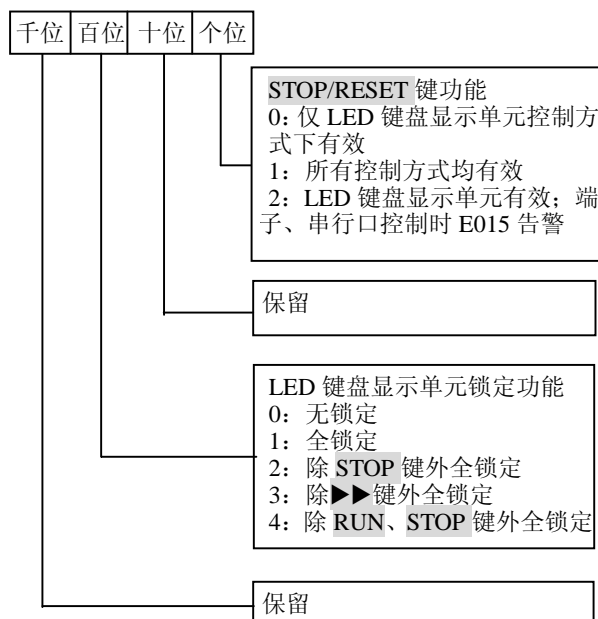 千位 百位 十位 个位
STOP/RESET 键功能
0: 仅 LED 键盘显示单元控制方
式下有效
1：所有控制方式均有效
2：LED 键盘显示单元有效；端
子、串行口控制时 E015 告警
保留
LED 键盘显示单元锁定功能
0：无锁定
1：全锁定
2：除 STOP 键外全锁定
3：除▶▶键外全锁定
4：除 RUN、STOP 键外全锁定
保留